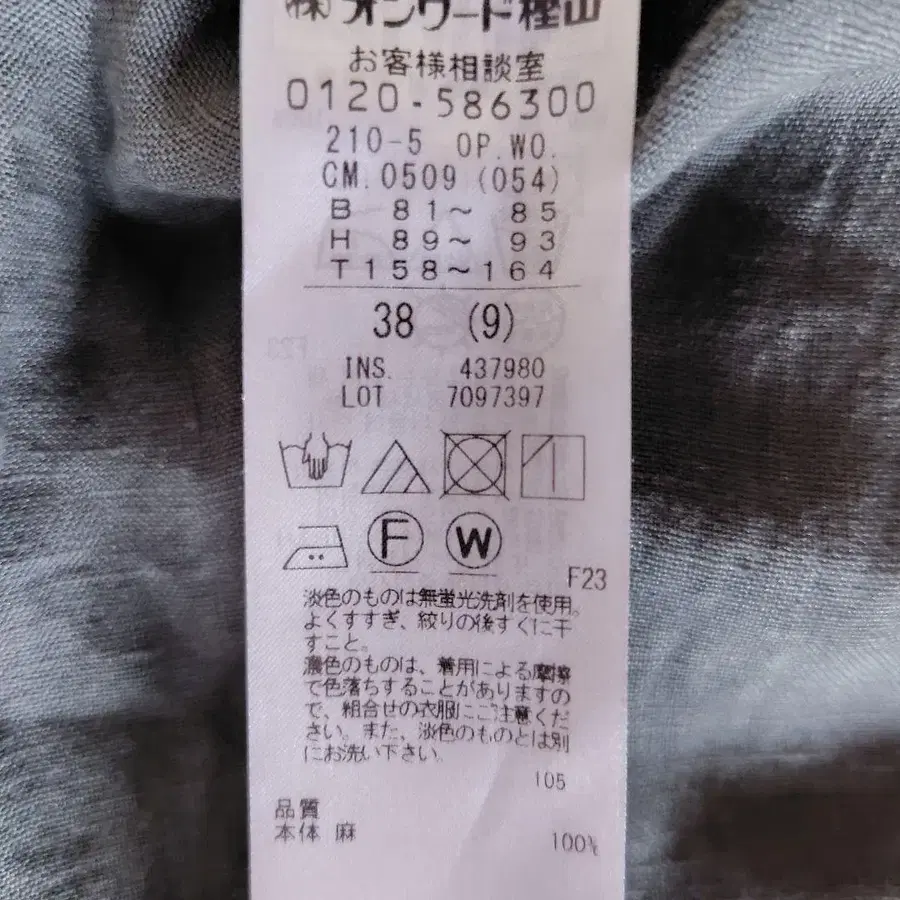 ㈱オンワード樫山
お客様相談室
0120-586300
210-5 OP.WO.
CM.0509 (054)
B 81～ 85
H 89～ 93
T158～164
38 (9)
INS. 437980
LOT 7097397
F
W
F23
淡色のものは無蛍光洗剤を使用。
よくすすぎ、絞りの後すぐに干
すこと。
濃色のものは、着用による摩擦
で色落ちすることがありますの
で、組合せの衣服にご注意くだ
さい。また、淡色のものとは別
にお洗い下さい。
105
品質
本体 麻 100%